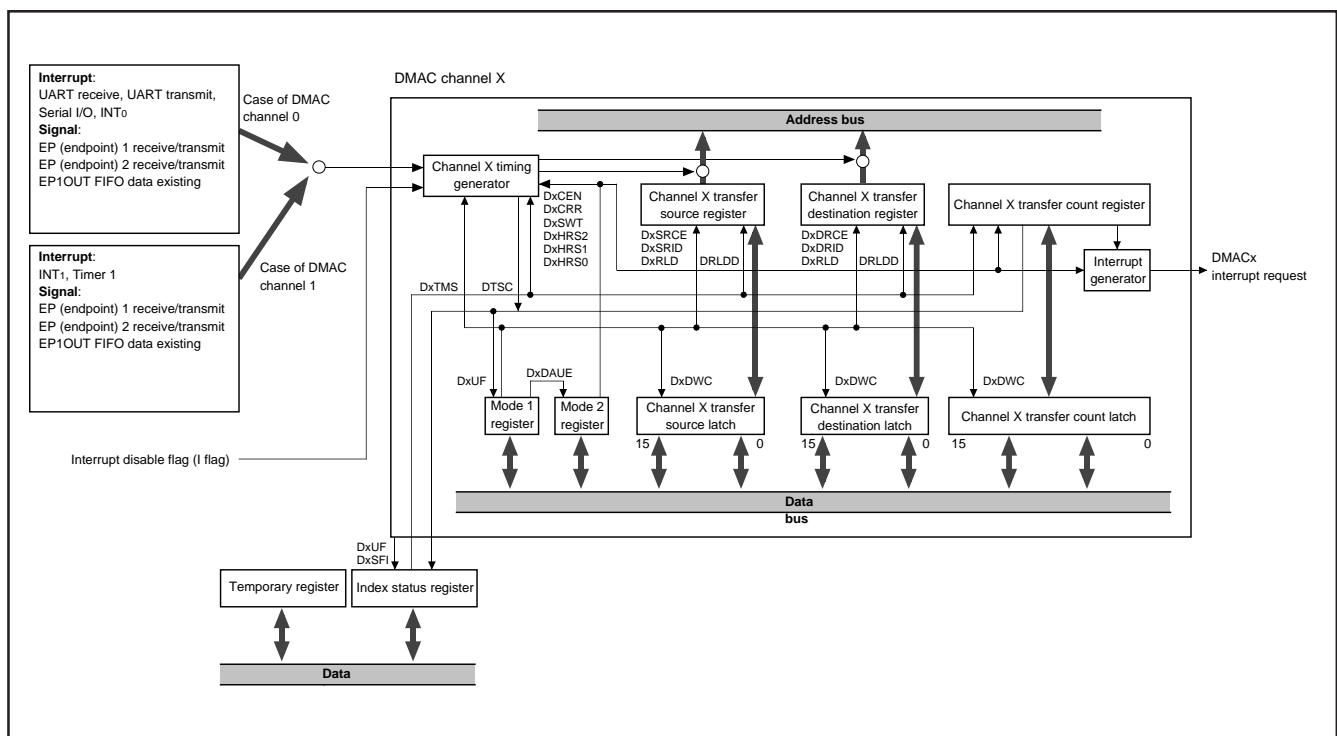 Interrupt:
UART receive, UART transmit,
Serial I/O, INT0
Signal:
EP (endpoint) 1 receive/transmit
EP (endpoint) 2 receive/transmit
EP1OUT FIFO data existing
Case of DMAC
channel 0
Interrupt:
INT1, Timer 1
Signal:
EP (endpoint) 1 receive/transmit
EP (endpoint) 2 receive/transmit
EP1OUT FIFO data existing
Case of DMAC
channel 1
Interrupt disable flag (I flag)
DMAC channel X
Address bus
Channel X timing
generator
DxCEN
DxCRR
DxSWT
DxHRS2
DxHRS1
DxHRS0
Channel X transfer
source register
DxSRCE
DxSRID
DxRLD
DRLDD
Channel X transfer
destination register
DxDRCE
DxDRID
DxRLD
DRLDD
Channel X transfer count register
Interrupt
generator
DMACx
interrupt request
DxTMS
DTSC
DxUF
DxDAUE
DxDWC
DxDWC
DxDWC
Mode 1
register
Mode 2
register
Channel X transfer
source latch
15
0
Channel X transfer
destination latch
15
0
Channel X transfer count latch
15
0
Data
bus
DxUF
DxSFI
Temporary register
Index status register
Data